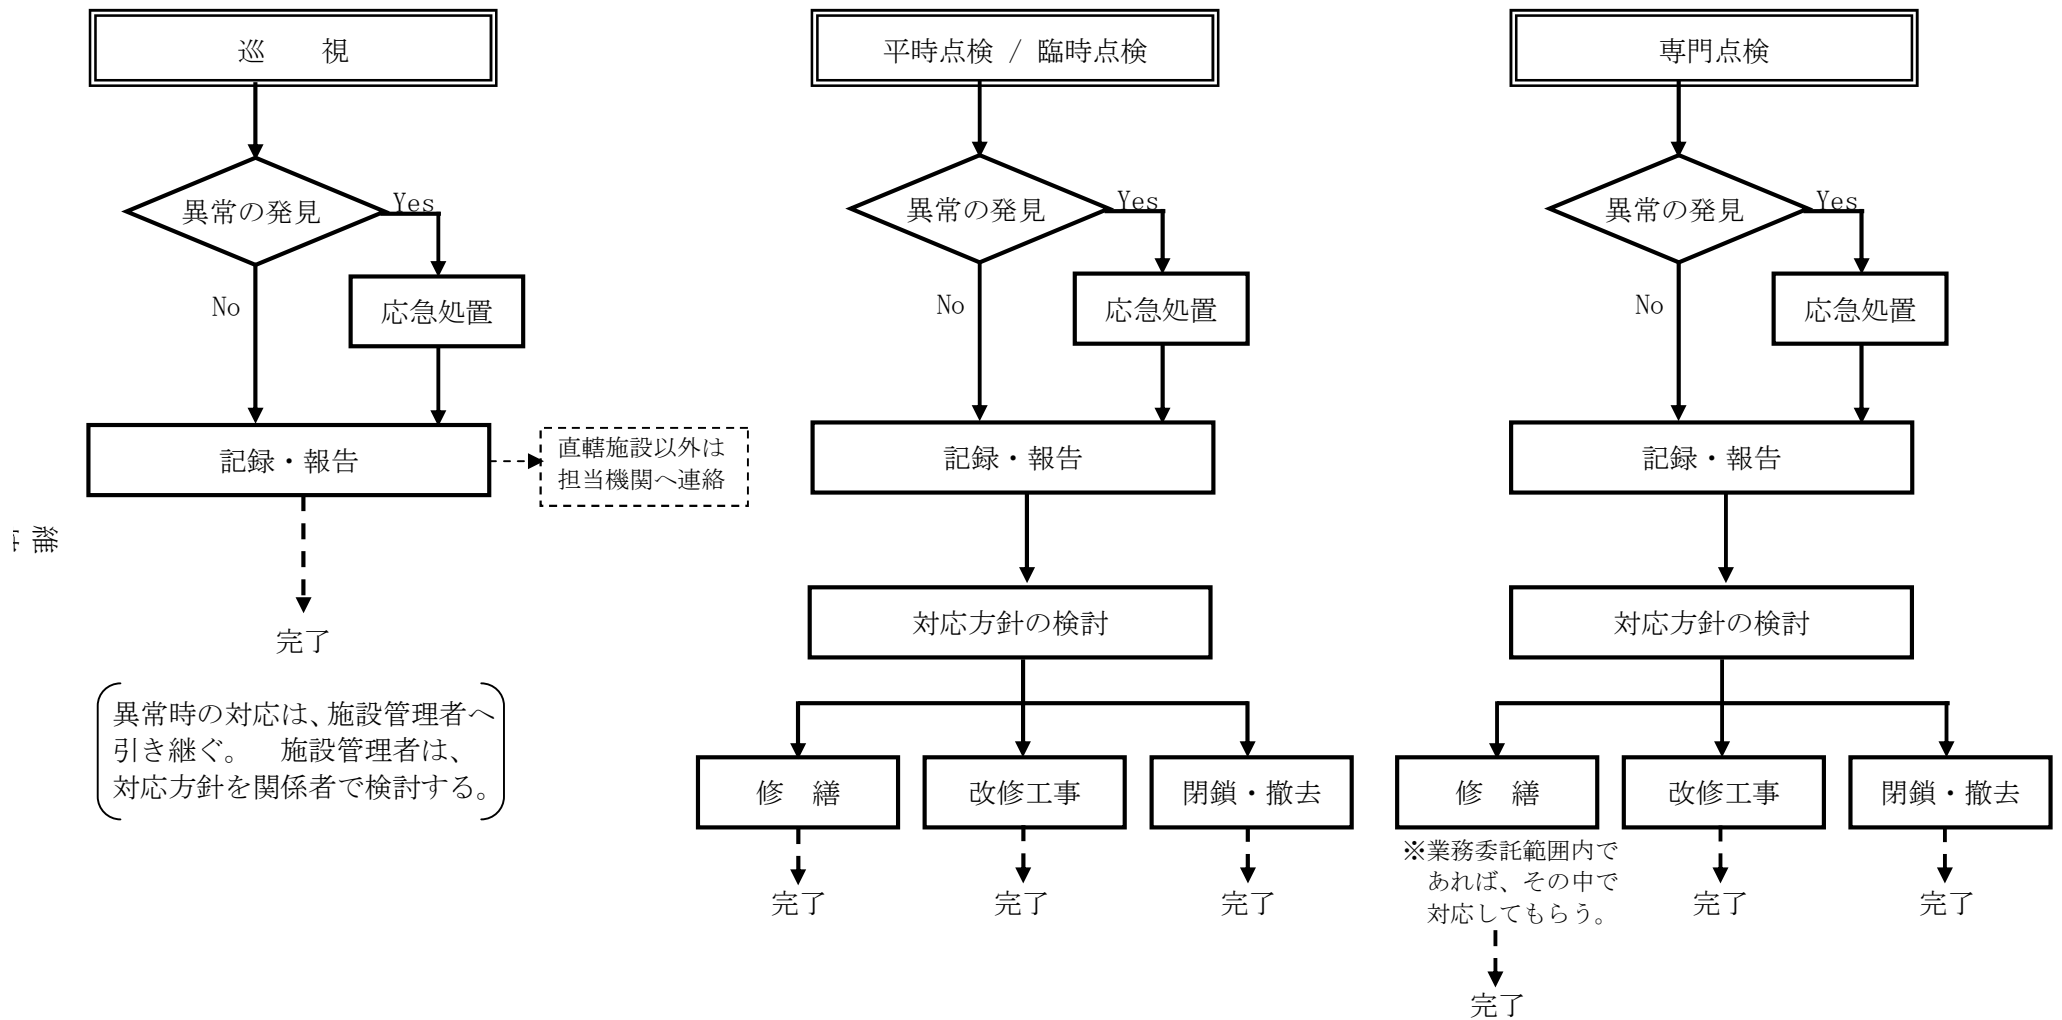 巡　　視
異常の発見
Yes
No
応急処置
記録・報告
直轄施設以外は
担当機関へ連絡
完了
異常時の対応は、施設管理者へ
引き継ぐ。　施設管理者は、
対応方針を関係者で検討する。
平時点検 / 臨時点検
異常の発見
Yes
No
応急処置
記録・報告
対応方針の検討
修　繕
改修工事
閉鎖・撤去
完了
完了
完了
専門点検
異常の発見
Yes
No
応急処置
記録・報告
対応方針の検討
修　繕
改修工事
閉鎖・撤去
※業務委託範囲内で
あれば、その中で
対応してもらう。
完了
完了
完了
維